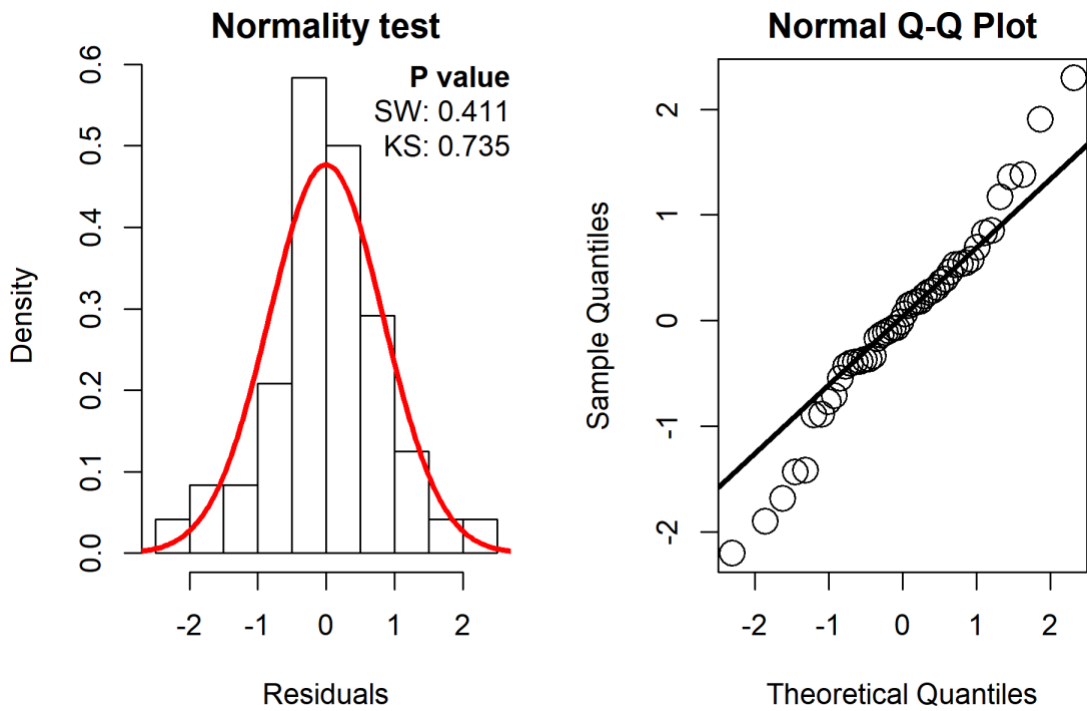 Normality test
P value
SW: 0.411
KS: 0.735
Density
0.0
0.1
0.2
0.3
0.4
0.5
0.6
-2 -1 0 1 2
Residuals
Normal Q-Q Plot
Sample Quantiles
-2
-1
0
1
2
-2 -1 0 1 2
Theoretical Quantiles